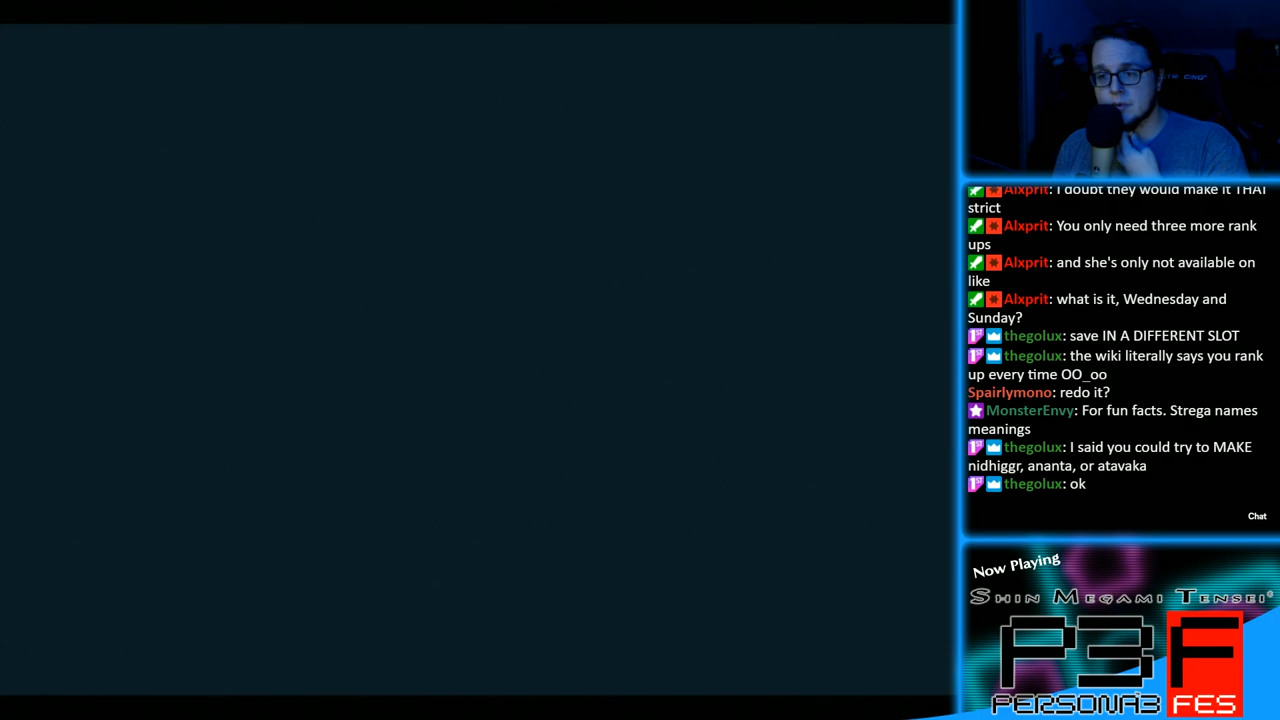 Alxprit: I doubt they would make it THAT
strict
Alxprit: You only need three more rank
ups
Alxprit: and she's only not available on
like
Alxprit: what is it, Wednesday and
Sunday?
thegolux: save IN A DIFFERENT SLOT
thegolux: the wiki literally says you rank
up every time OO_oo
Spairlymono: redo it?
MonsterEnvy: For fun facts. Strega names
meanings
thegolux: I said you could try to MAKE
nidhiggr, ananta, or atavaka
thegolux: ok
Chat
Now Playing
SHIN MEGAMI TENSEI®
P3F
PERSONA3 FES